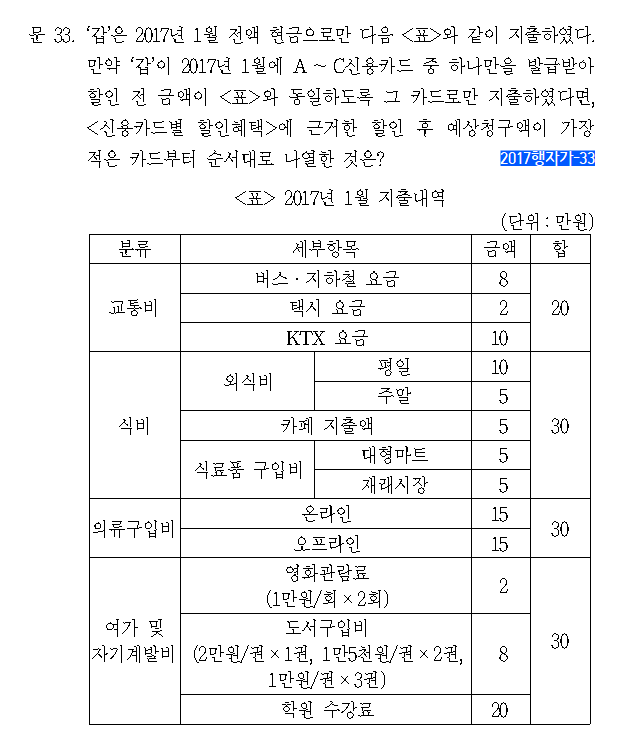 문 33. ‘갑’은 2017년 1월 전액 현금으로만 다음 <표>와 같이 지출하였다.
만약 ‘갑’이 2017년 1월에 A ~ C신용카드 중 하나만을 발급받아
할인 전 금액이 <표>와 동일하도록 그 카드로만 지출하였다면,
<신용카드별 할인혜택>에 근거한 할인 후 예상청구액이 가장
적은 카드부터 순서대로 나열한 것은? 2017행자가-33
<표> 2017년 1월 지출내역
(단위 : 만원)
분류 세부항목 금액 합
교통비 버스 · 지하철 요금 8 20
택시 요금 2
KTX 요금 10
식비 외식비 평일 10 30
주말 5
카페 지출액 5
식료품 구입비 대형마트 5
재래시장 5
의류구입비 온라인 15 30
오프라인 15
여가 및
자기계발비
영화관람료
(1만원/회 × 2회)
2 30
도서구입비
(2만원/권 × 1권, 1만5천원/권 × 2권,
1만원/권 × 3권)
8
학원 수강료 20